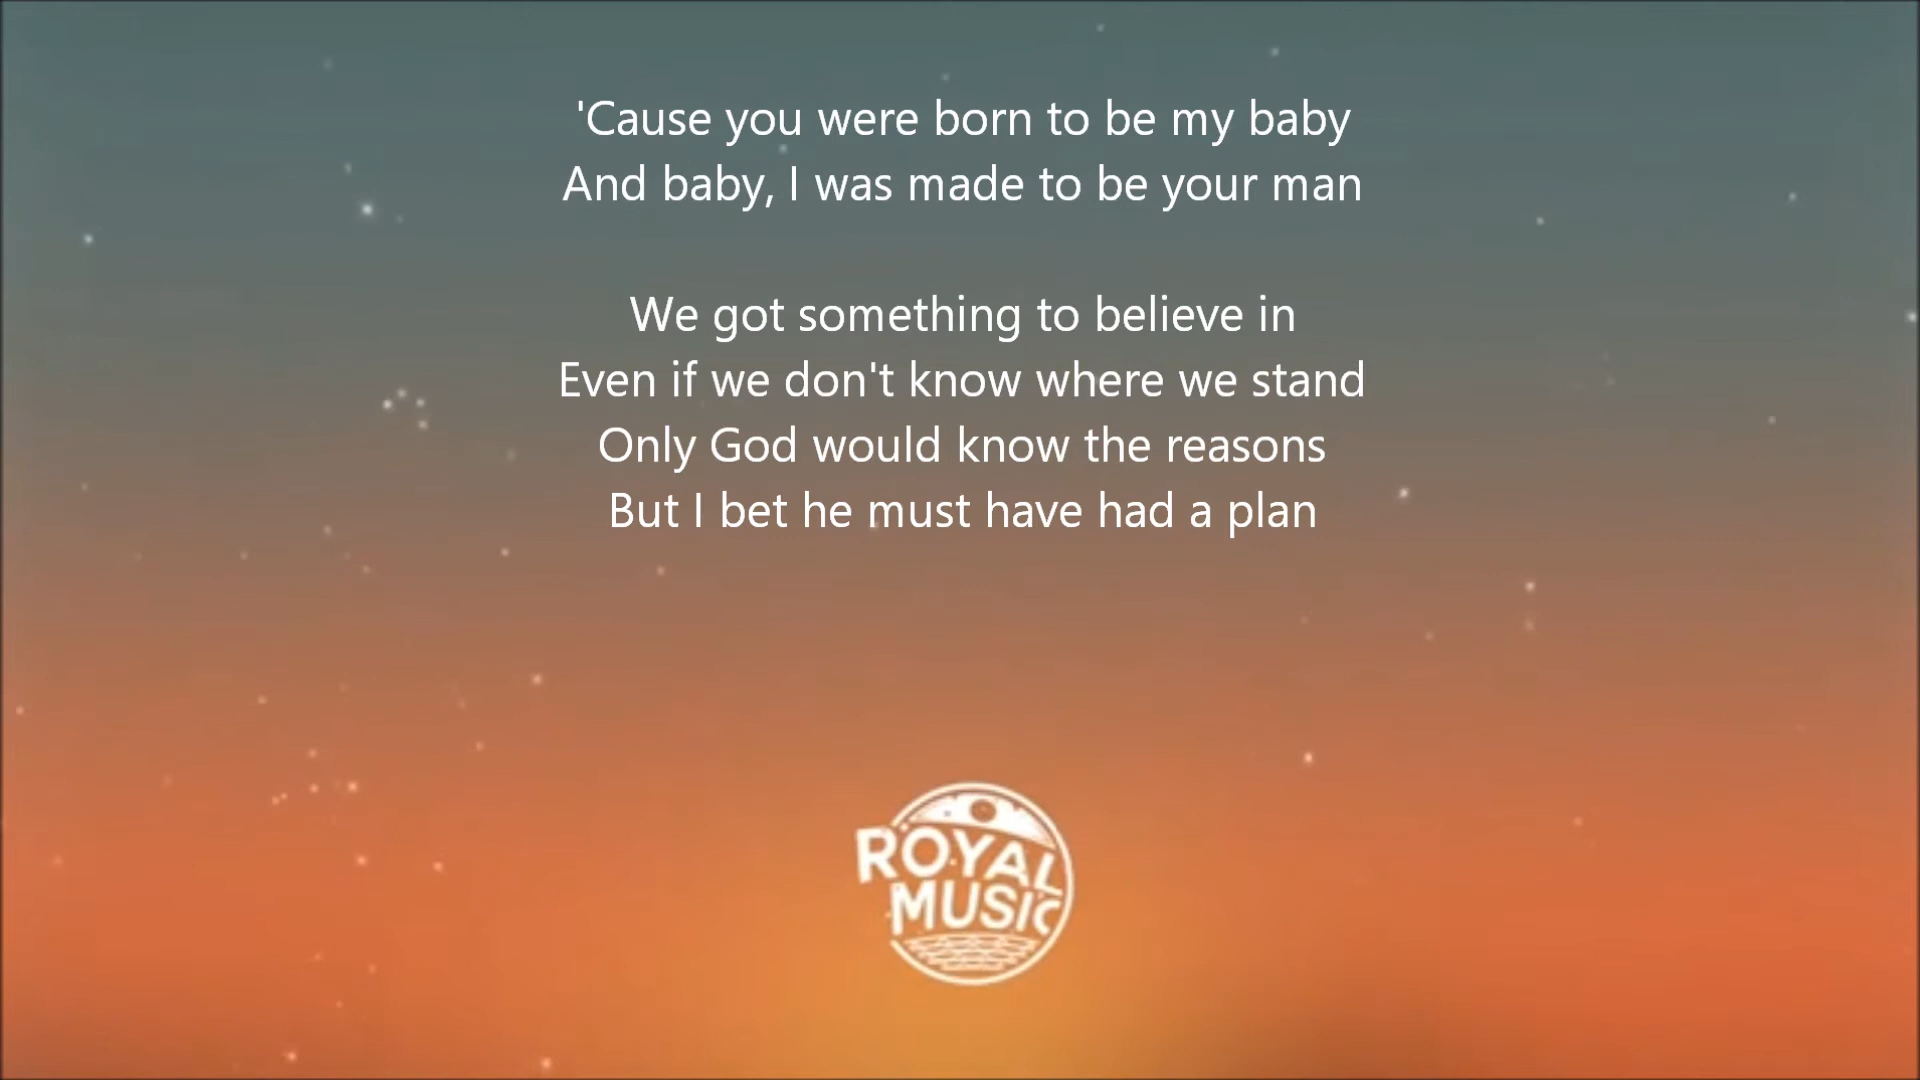 'Cause you were born to be my baby
And baby, I was made to be your man
We got something to believe in
Even if we don't know where we stand
Only God would know the reasons
But I bet he must have had a plan
ROYAL
MUSIC